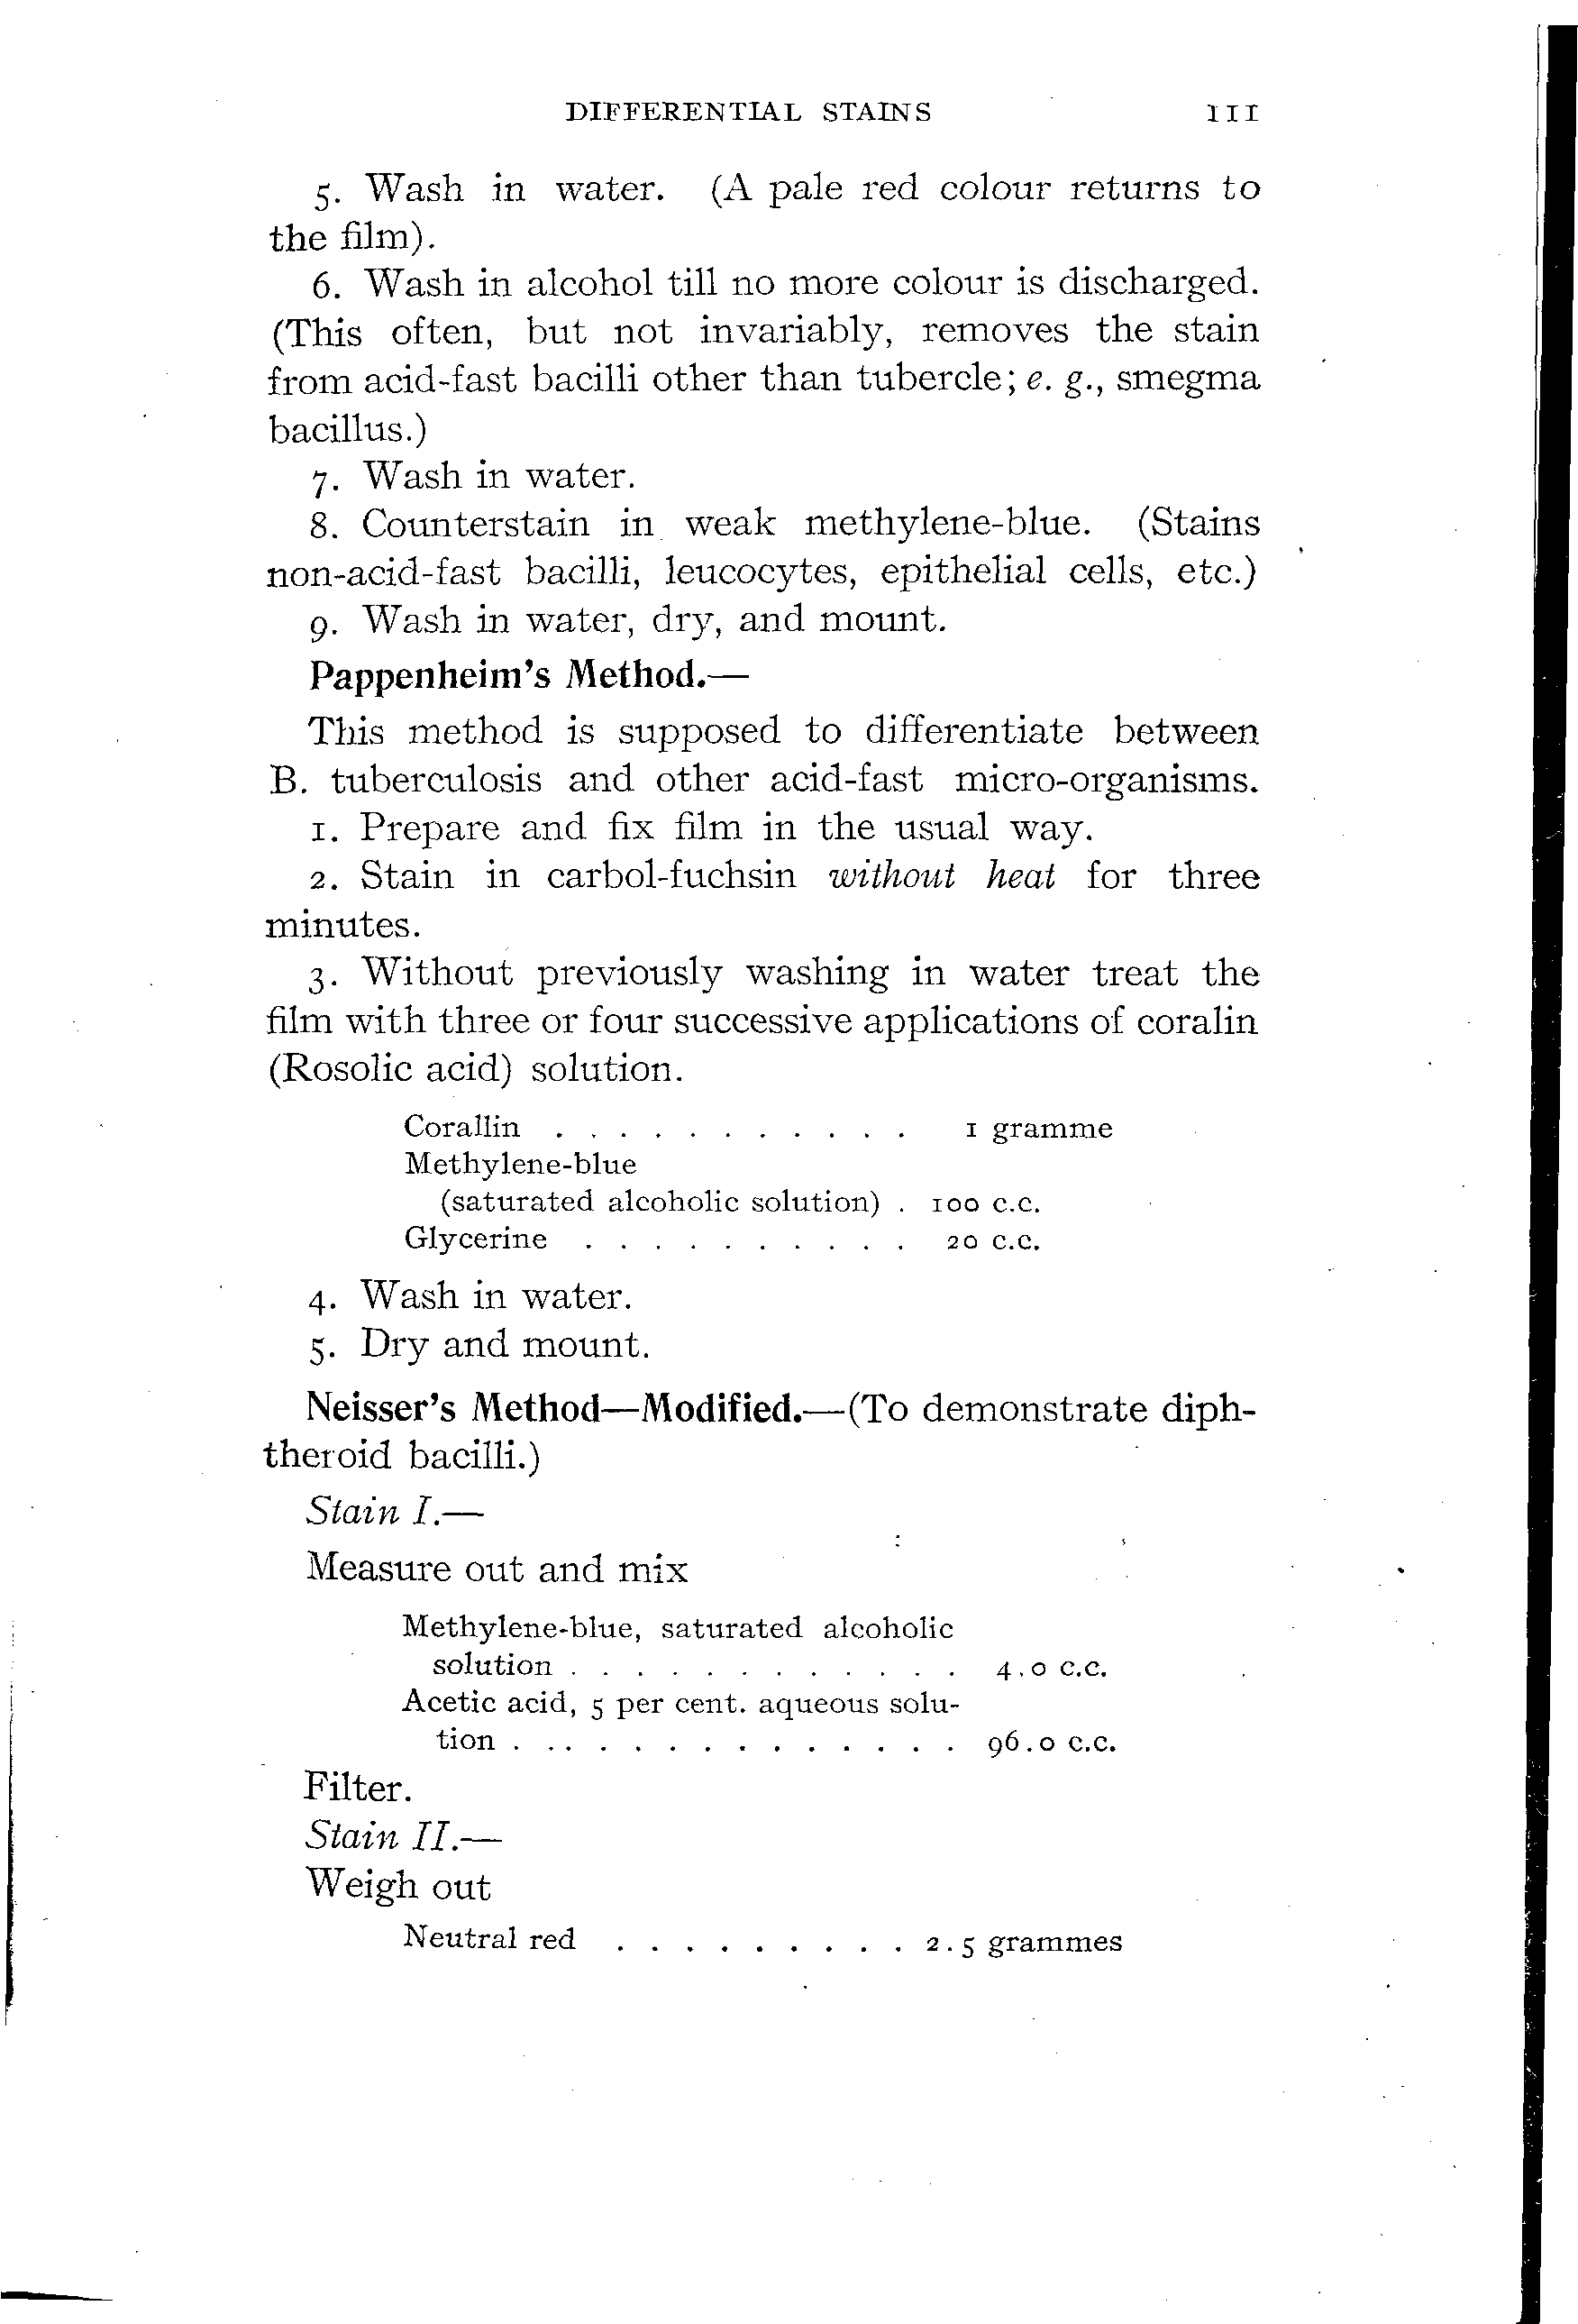 DIFFERENTIAL STAINS 111
5. Wash in water. (A pale red colour returns to
the film).
6. Wash in alcohol till no more colour is discharged.
(This often, but not invariably, removes the stain
from acid-fast bacilli other than tubercle; e. g., smegma
bacillus.)
7. Wash in water.
8. Counterstain in weak methylene-blue. (Stains
non-acid-fast bacilli, leucocytes, epithelial cells, etc.)
9. Wash in water, dry, and mount.
Pappenheim's Method.—
This method is supposed to differentiate between
B. tuberculosis and other acid-fast micro-organisms.
1. Prepare and fix film in the usual way.
2. Stain in carbol-fuchsin without heat for three
minutes.
3. Without previously washing in water treat the
film with three or four successive applications of coralin
(Rosolic acid) solution.
Corallin . . . . . . . . . . . 1 gramme
Methylene-blue
(saturated alcoholic solution) . 100 c.c.
Glycerine . . . . . . . . . . 20 c.c.
4. Wash in water.
5. Dry and mount.
Neisser's Method—Modified.—(To demonstrate diph-
theroid bacilli.)
Stain I.—
Measure out and mix
Methylene-blue, saturated alcoholic
solution . . . . . . . . . . . . 4.0 c.c.
Acetic acid, 5 per cent. aqueous solu-
tion . . . . . . . . . . . . . . 96.0 c.c.
Filter.
Stain II.—
Weigh out
Neutral red . . . . . . . . . 2.5 grammes